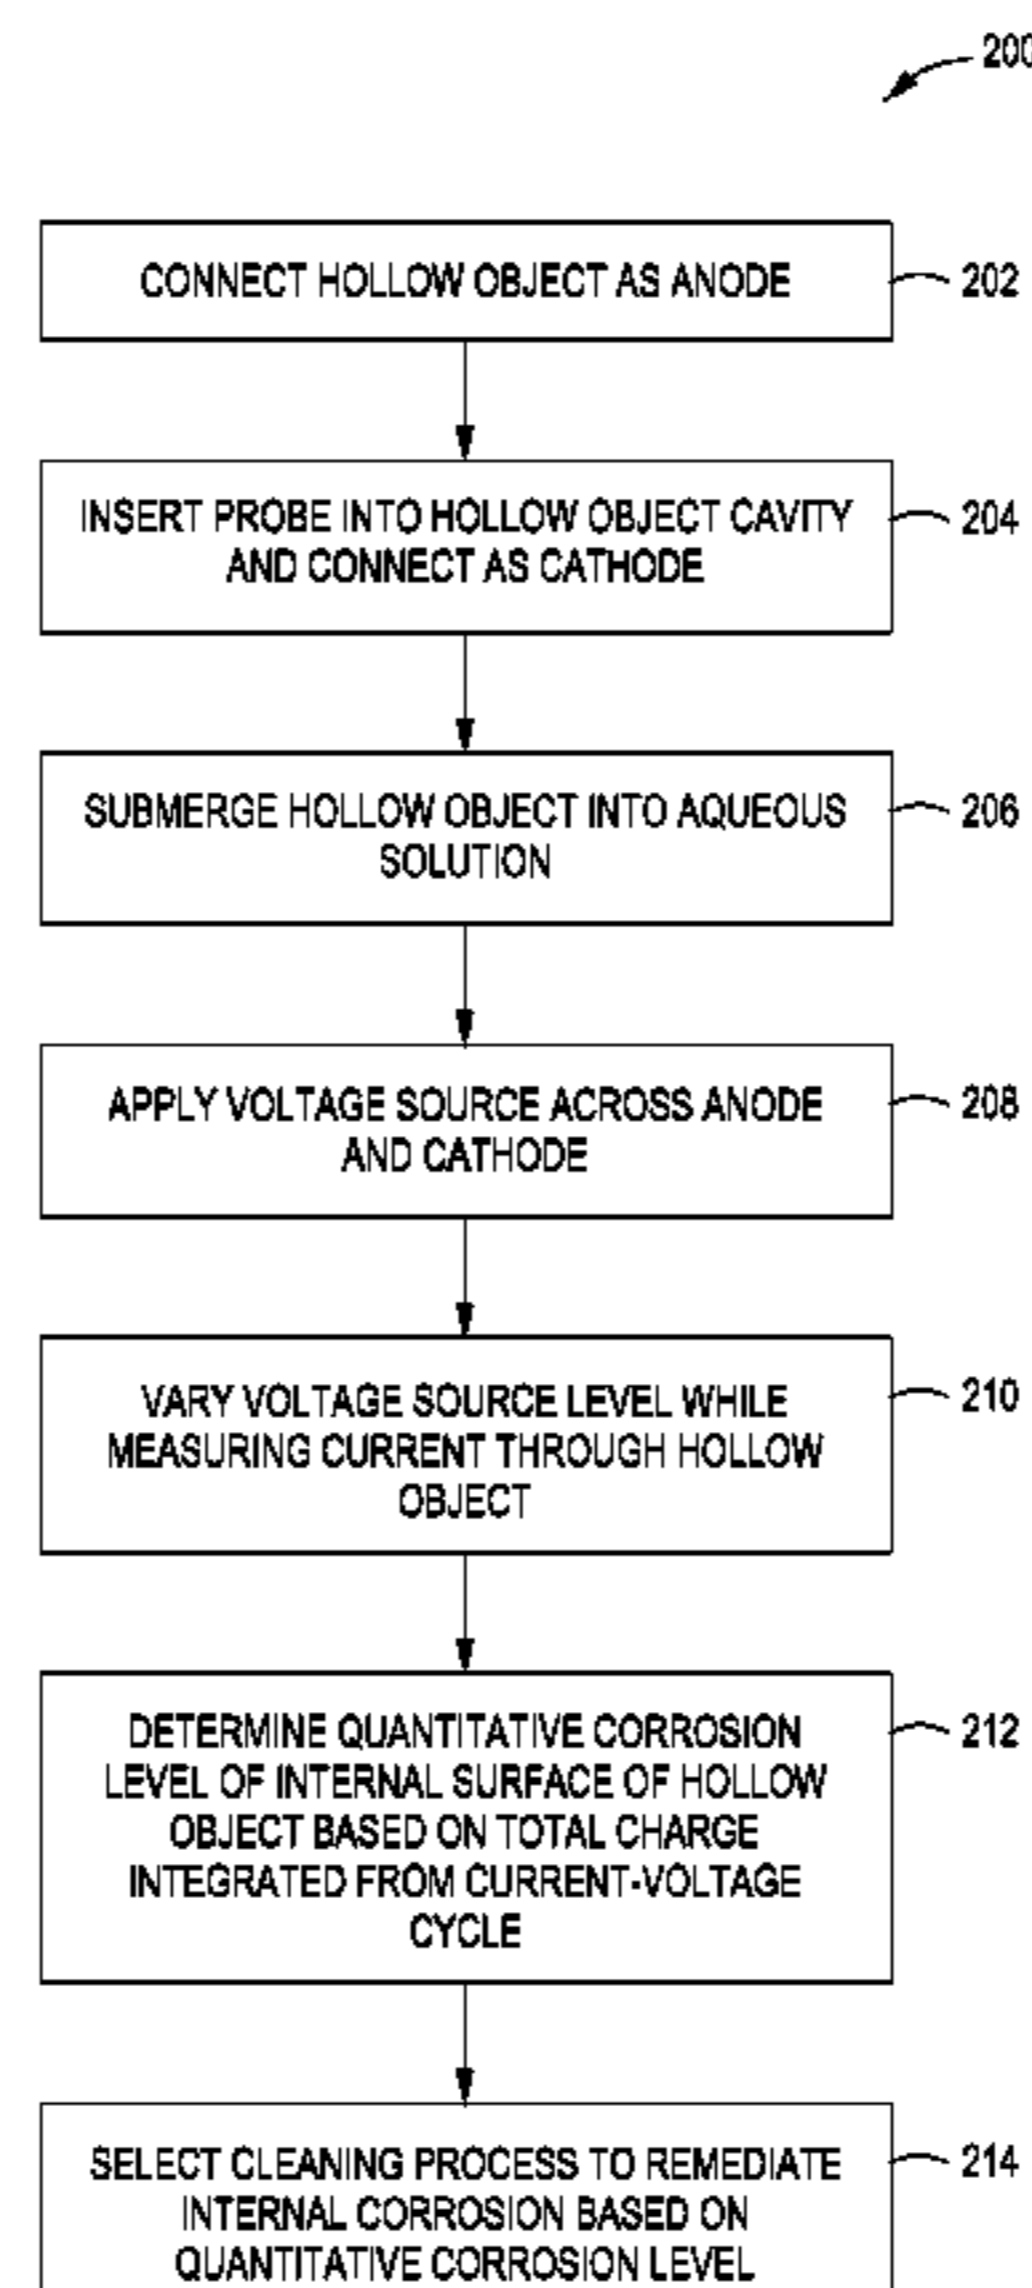 200
CONNECT HOLLOW OBJECT AS ANODE
202
INSERT PROBE INTO HOLLOW OBJECT CAVITY
AND CONNECT AS CATHODE
204
SUBMERGE HOLLOW OBJECT INTO AQUEOUS
SOLUTION
206
APPLY VOLTAGE SOURCE ACROSS ANODE
AND CATHODE
208
VARY VOLTAGE SOURCE LEVEL WHILE
MEASURING CURRENT THROUGH HOLLOW
OBJECT
210
DETERMINE QUANTITATIVE CORROSION
LEVEL OF INTERNAL SURFACE OF HOLLOW
OBJECT BASED ON TOTAL CHARGE
INTEGRATED FROM CURRENT-VOLTAGE
CYCLE
212
SELECT CLEANING PROCESS TO REMEDIATE
INTERNAL CORROSION BASED ON
QUANTITATIVE CORROSION LEVEL
214